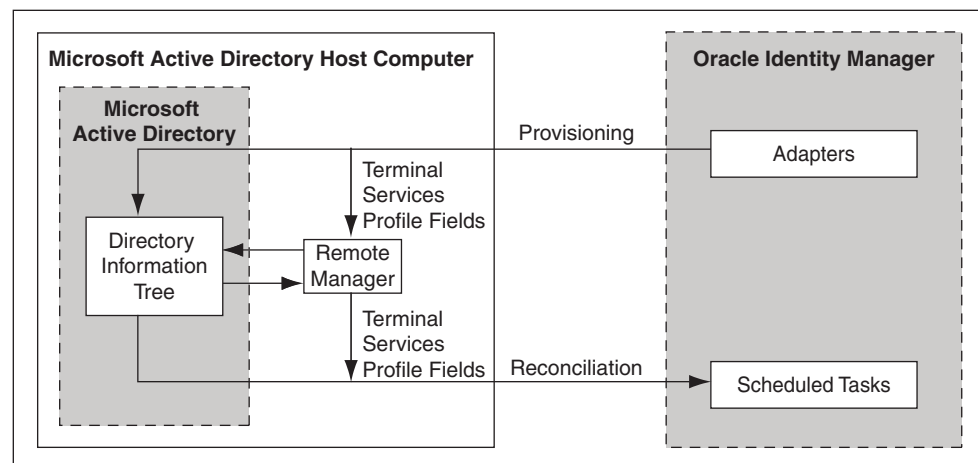 Microsoft Active Directory Host Computer
Microsoft
Active Directory
Directory
Information
Tree
Terminal
Services
Profile Fields
Remote
Manager
Terminal
Services
Profile Fields
Provisioning
Reconciliation
Oracle Identity Manager
Adapters
Scheduled Tasks